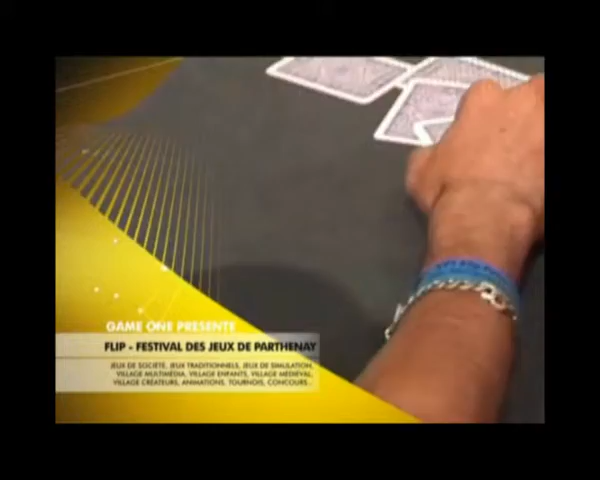 GAME ONE PRESENTE
FLIP - FESTIVAL DES JEUX DE PARTHENAY
JEUX DE SOCIÉTÉ, JEUX TRADITIONNELS, JEUX DE SIMULATION,
VILLAGE MULTIMÉDIA, VILLAGE ENFANTS, VILLAGE MÉDIÉVAL,
VILLAGE CRÉATEURS, ANIMATIONS, TOURNOIS, CONCOURS...